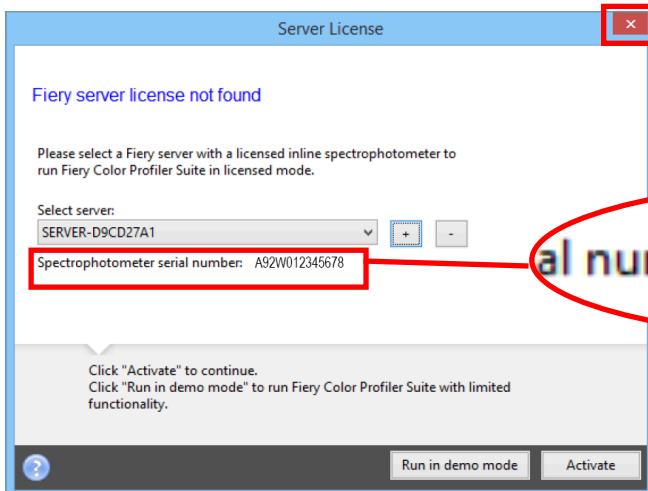 Server License
Fiery server license not found
Please select a Fiery server with a licensed inline spectrophotometer to
run Fiery Color Profiler Suite in licensed mode.
Select server:
SERVER-D9CD27A1
+ -
Spectrophotometer serial number: A92W012345678
al nu
Click "Activate" to continue.
Click "Run in demo mode" to run Fiery Color Profiler Suite with limited
functionality.
? Run in demo mode Activate